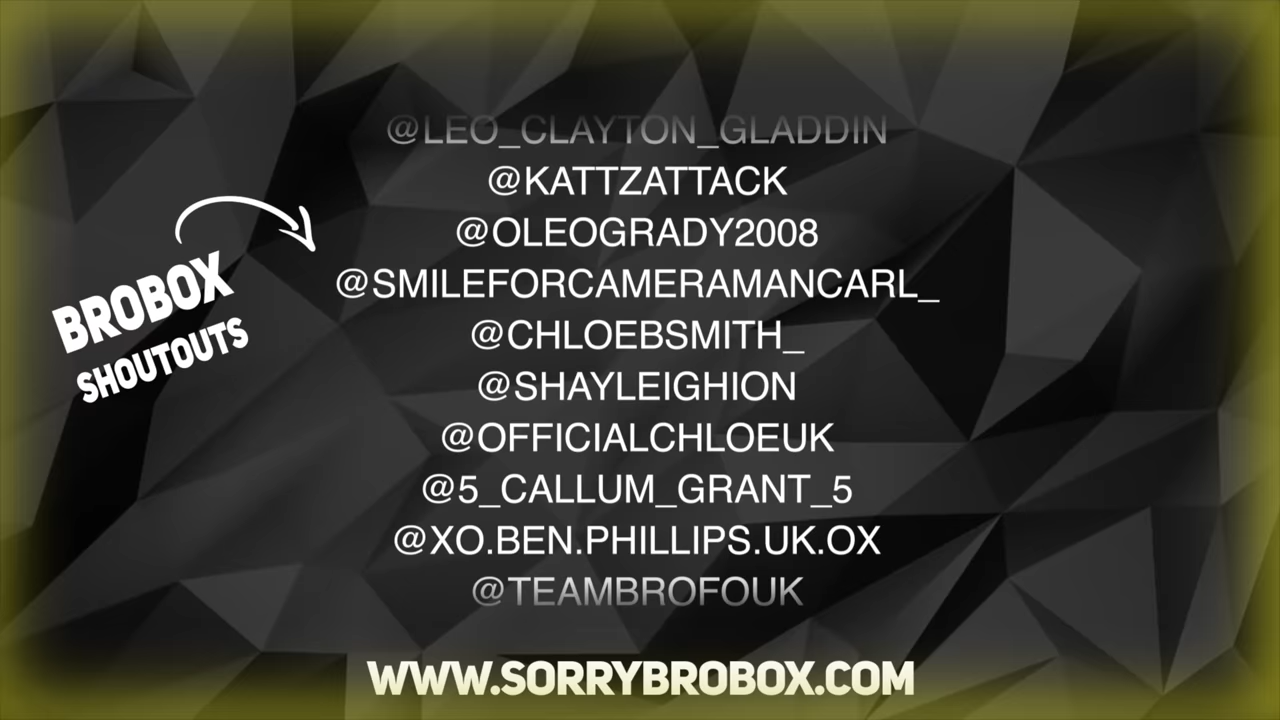 @LEO_CLAYTON_GLADDIN
@KATTZATTACK
@OLEOGRADY2008
@SMILEFORCAMERAMANCARL_
@CHLOEBSMITH_
@SHAYLEIGHION
@OFFICIALCHLOEUK
@5_CALLUM_GRANT_5
@XO.BEN.PHILLIPS.UK.OX
@TEAMBROFOUK
BROBOX
SHOUTOUTS
WWW.SORRYBROBOX.COM